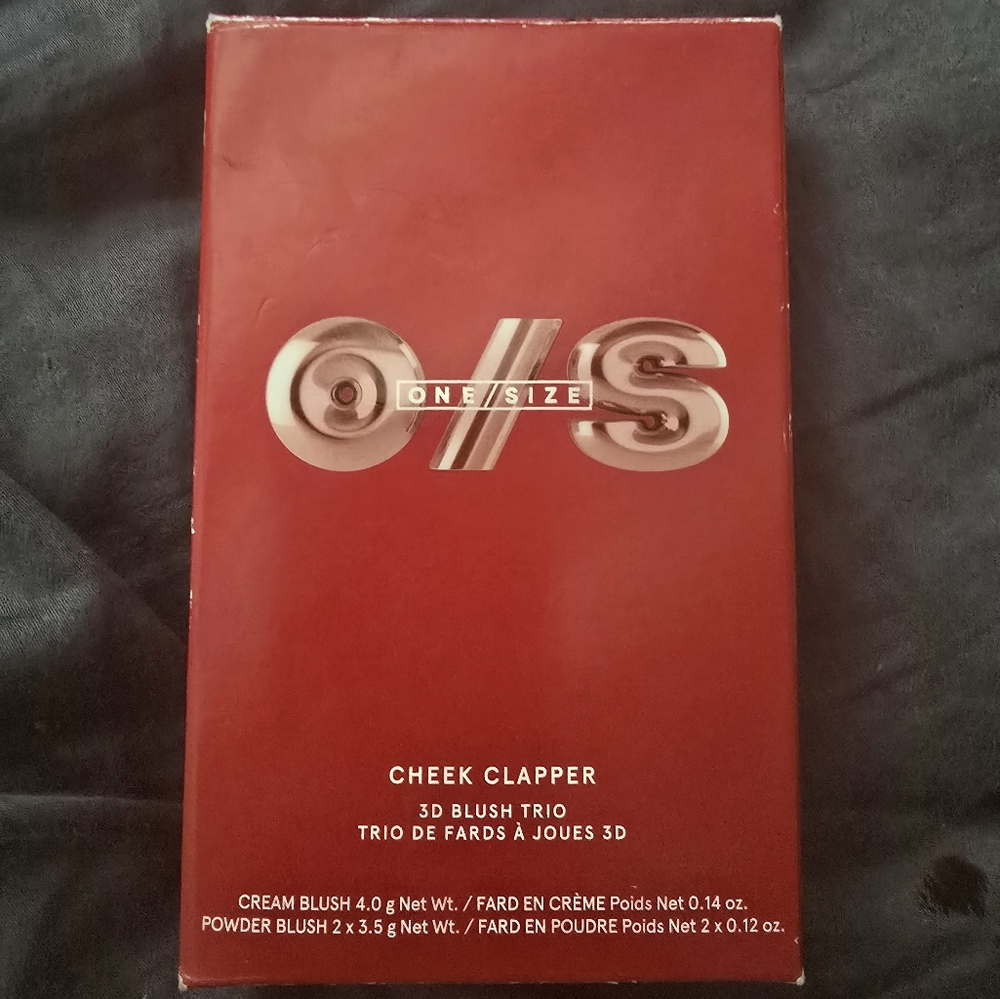 O/S
ONE/SIZE
CHEEK CLAPPER
3D BLUSH TRIO
TRIO DE FARDS À JOUES 3D
CREAM BLUSH 4.0 g Net Wt. / FARD EN CRÈME Poids Net 0.14 oz.
POWDER BLUSH 2 x 3.5 g Net Wt. / FARD EN POUDRE Poids Net 2 x 0.12 oz.